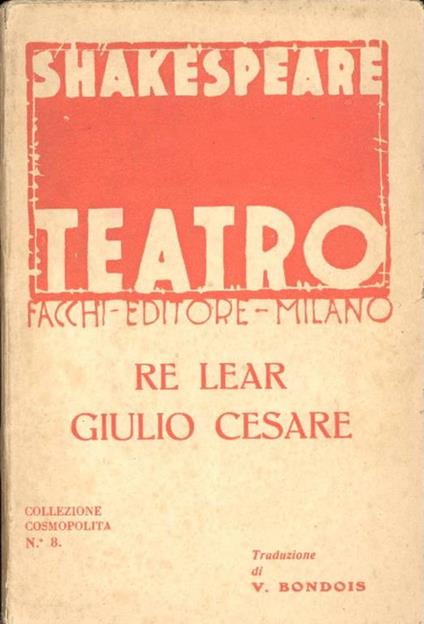 SHAKESPEARE
TEATRO
FACCHI-EDITORE-MILANO
RE LEAR
GIULIO CESARE
COLLEZIONE
COSMOPOLITA
N.° 8.
Traduzione
di
V. BONDOIS